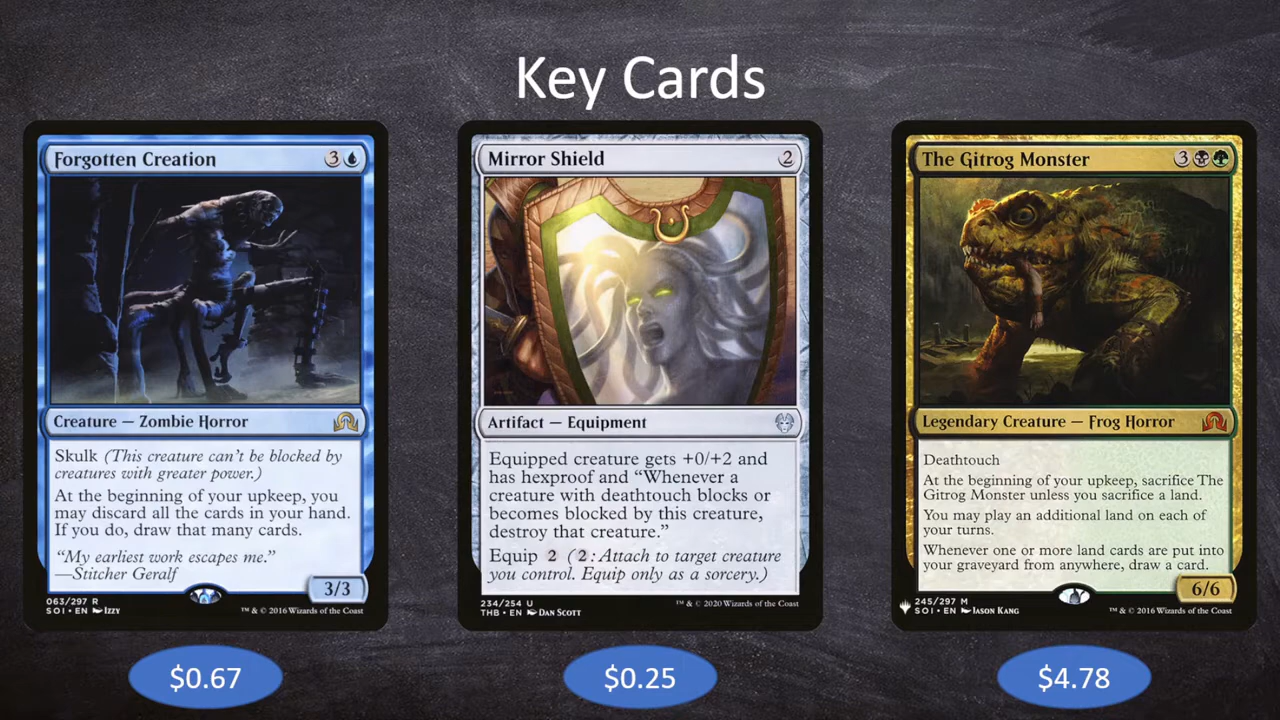 Key Cards
Forgotten Creation 3
Creature — Zombie Horror
Skulk (This creature can't be blocked by
creatures with greater power.)
At the beginning of your upkeep, you
may discard all the cards in your hand.
If you do, draw that many cards.
“My earliest work escapes me.”
—Stitcher Geralf
3/3
063/297 R
SOI • EN Izzy
™ & © 2016 Wizards of the Coast
$0.67
Mirror Shield 2
Artifact — Equipment
Equipped creature gets +0/+2 and
has hexproof and “Whenever a
creature with deathtouch blocks or
becomes blocked by this creature,
destroy that creature.”
Equip 2 (2: Attach to target creature
you control. Equip only as a sorcery.)
234/254 U
THB • EN Dan Scott
™ & © 2020 Wizards of the Coast
$0.25
The Gitrog Monster 3
Legendary Creature — Frog Horror
Deathtouch
At the beginning of your upkeep, sacrifice The
Gitrog Monster unless you sacrifice a land.
You may play an additional land on each of
your turns.
Whenever one or more land cards are put into
your graveyard from anywhere, draw a card.
6/6
245/297 M
SOI • EN Jason Kang
™ & © 2016 Wizards of the Coast
$4.78